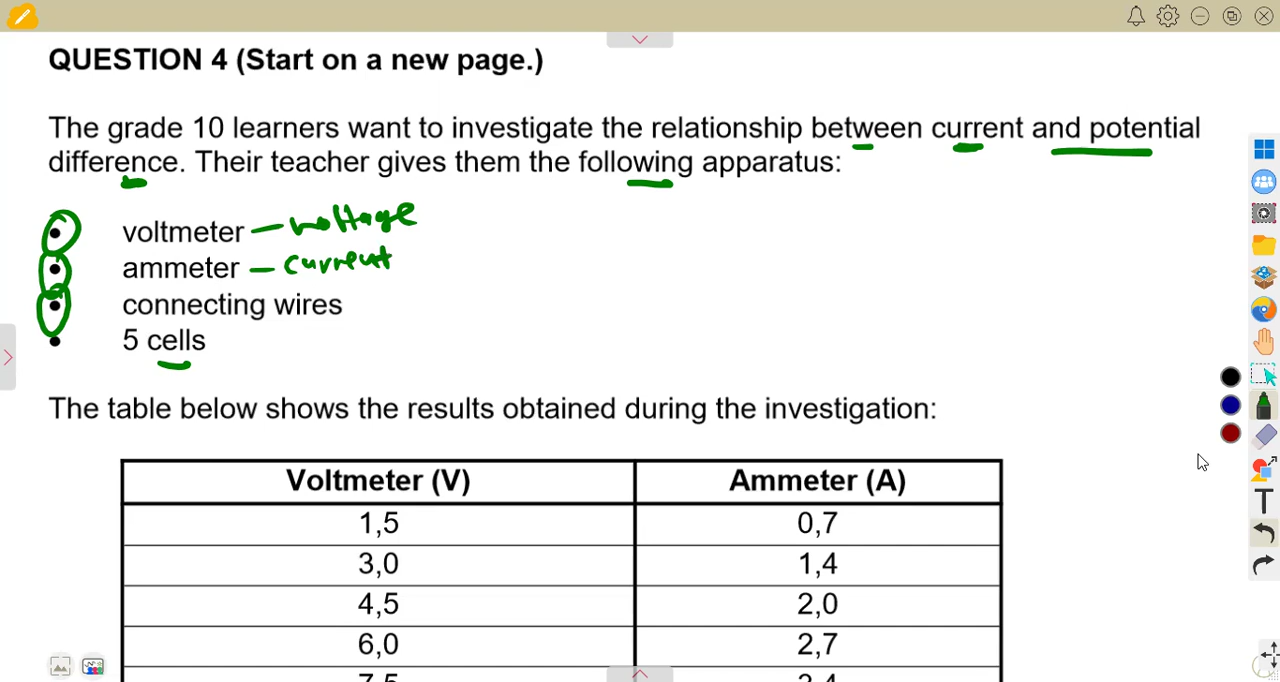 QUESTION 4 (Start on a new page.)
The grade 10 learners want to investigate the relationship between current and potential
difference. Their teacher gives them the following apparatus:
• voltmeter — voltage
• ammeter — current
• connecting wires
• 5 cells
The table below shows the results obtained during the investigation:
Voltmeter (V) Ammeter (A)
1,5 0,7
3,0 1,4
4,5 2,0
6,0 2,7